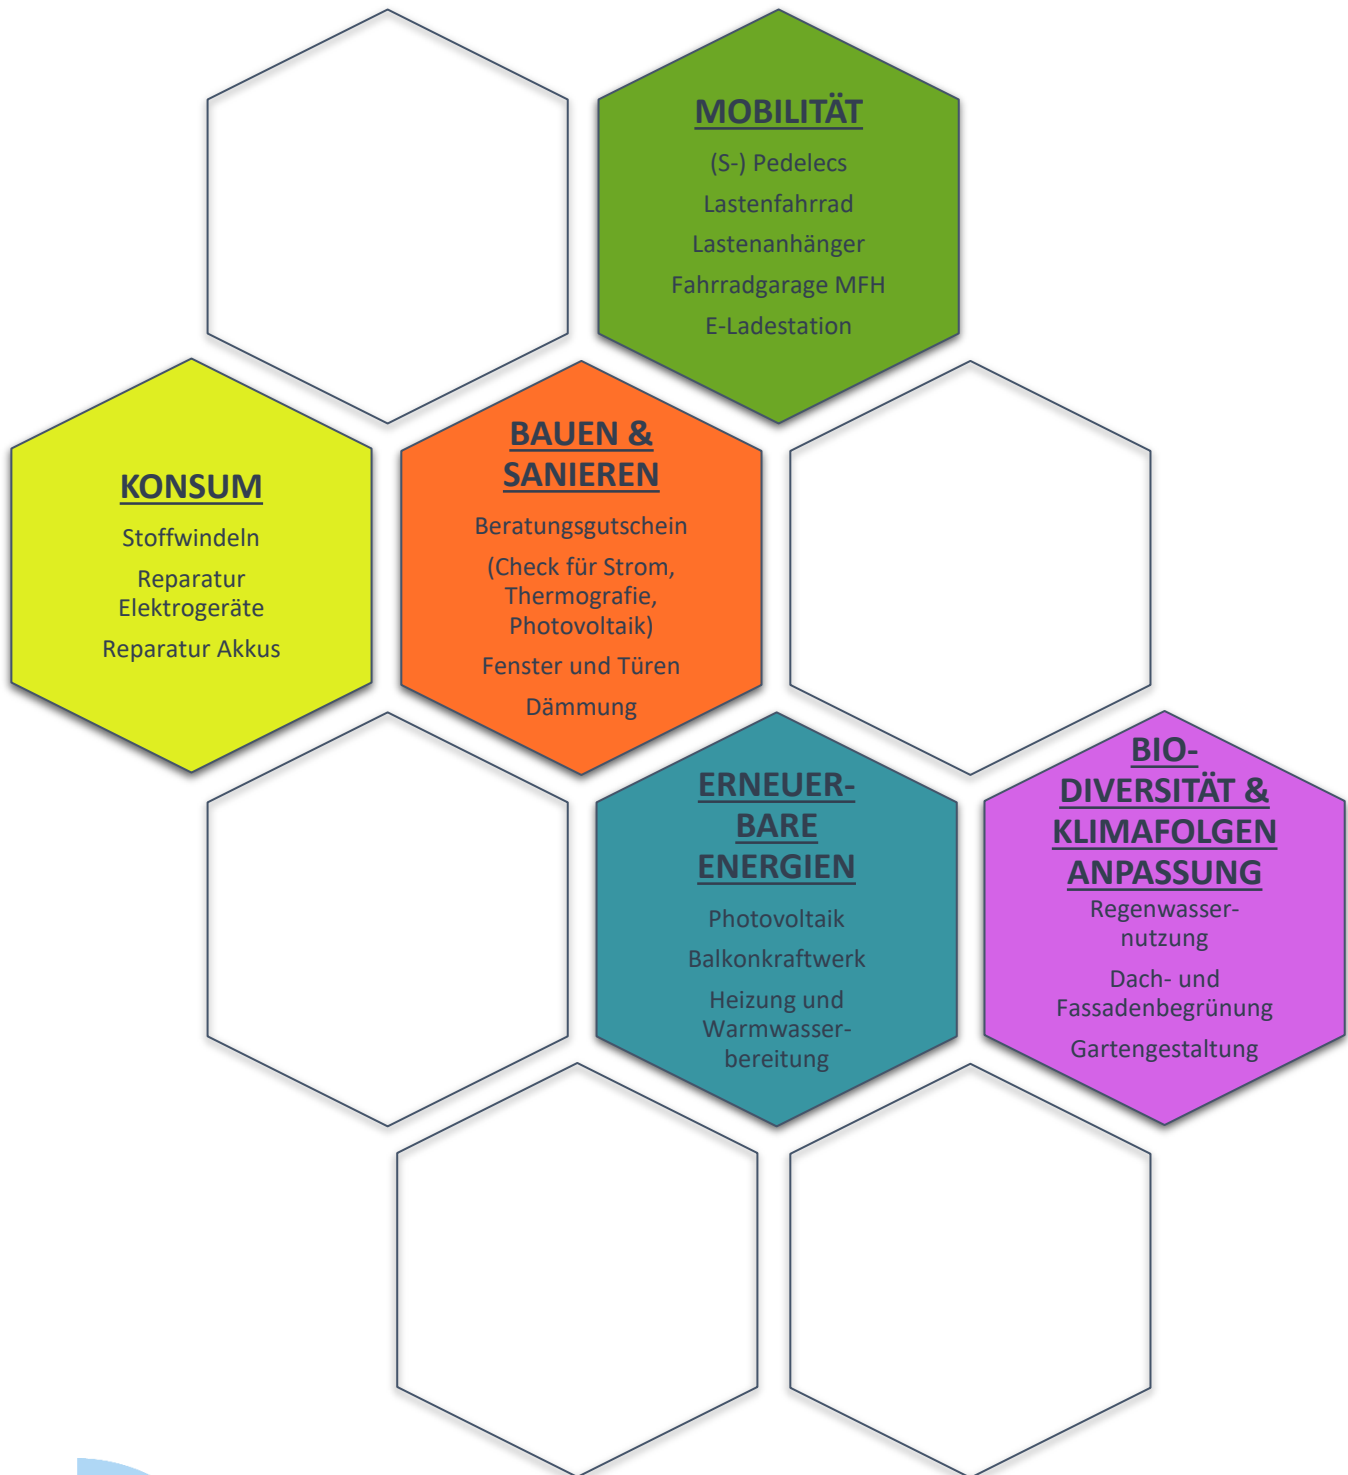 MOBILITÄT
(S-) Pedelecs
Lastenfahrrad
Lastenanhänger
Fahrradgarage MFH
E-Ladestation
KONSUM
Stoffwindeln
Reparatur
Elektrogeräte
Reparatur Akkus
BAUEN &
SANIEREN
Beratungsgutschein
(Check für Strom,
Thermografie,
Photovoltaik)
Fenster und Türen
Dämmung
ERNEUER-
BARE
ENERGIEN
Photovoltaik
Balkonkraftwerk
Heizung und
Warmwasser-
bereitung
BIO-
DIVERSITÄT &
KLIMAFOLGEN
ANPASSUNG
Regenwasser-
nutzung
Dach- und
Fassadenbegrünung
Gartengestaltung